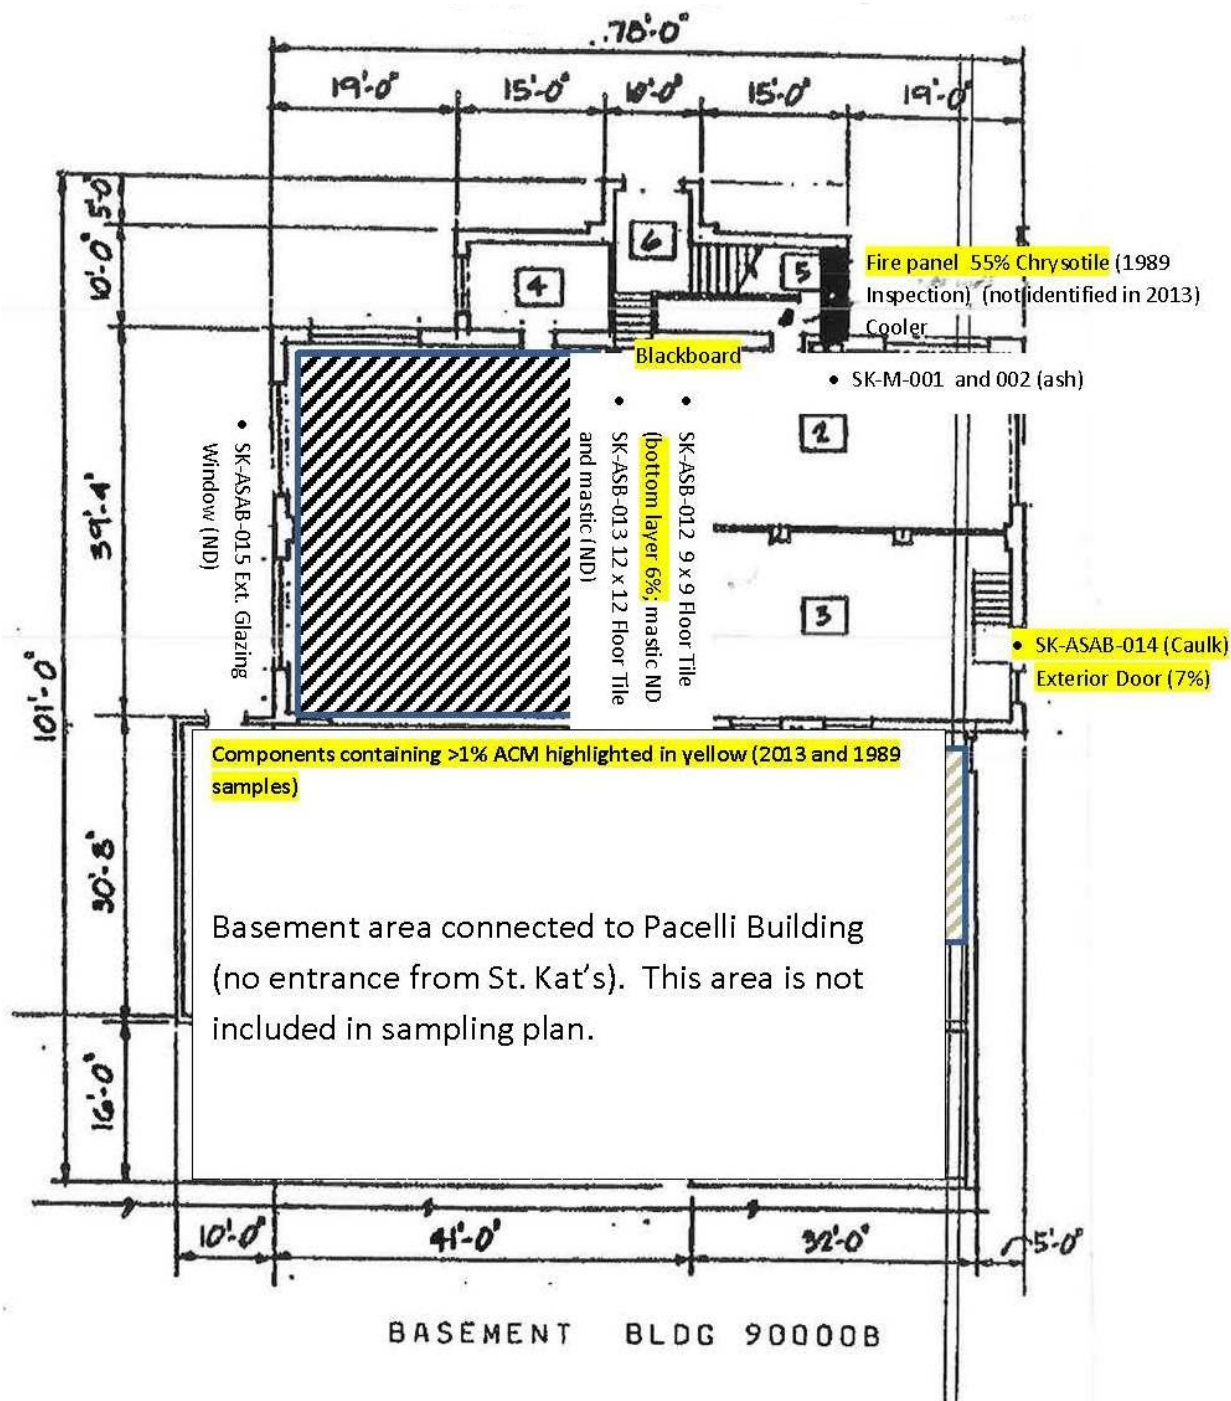 78'-0"
19'-0"
15'-0"
10'-0"
15'-0"
19'-0"
5'-0
10'-0"
39'-4"
101'-0"
30'-8"
16'-0"
6
5
4
Fire panel 55% Chrysotile (1989
Inspection) (not identified in 2013)
Cooler
Blackboard
• SK-M-001 and 002 (ash)
2
• SK-ASAB-015 Ext. Glazing
Window (ND)
• SK-ASB-012 9 x 9 Floor Tile
(bottom layer 6%; mastic ND
• SK-ASB-013 12 x 12 Floor Tile
and mastic (ND)
3
• SK-ASAB-014 (Caulk)
Exterior Door (7%)
Components containing >1% ACM highlighted in yellow (2013 and 1989
samples)
Basement area connected to Pacelli Building
(no entrance from St. Kat's). This area is not
included in sampling plan.
10'-0"
41'-0"
32'-0"
5'-0"
BASEMENT BLDG 90000B